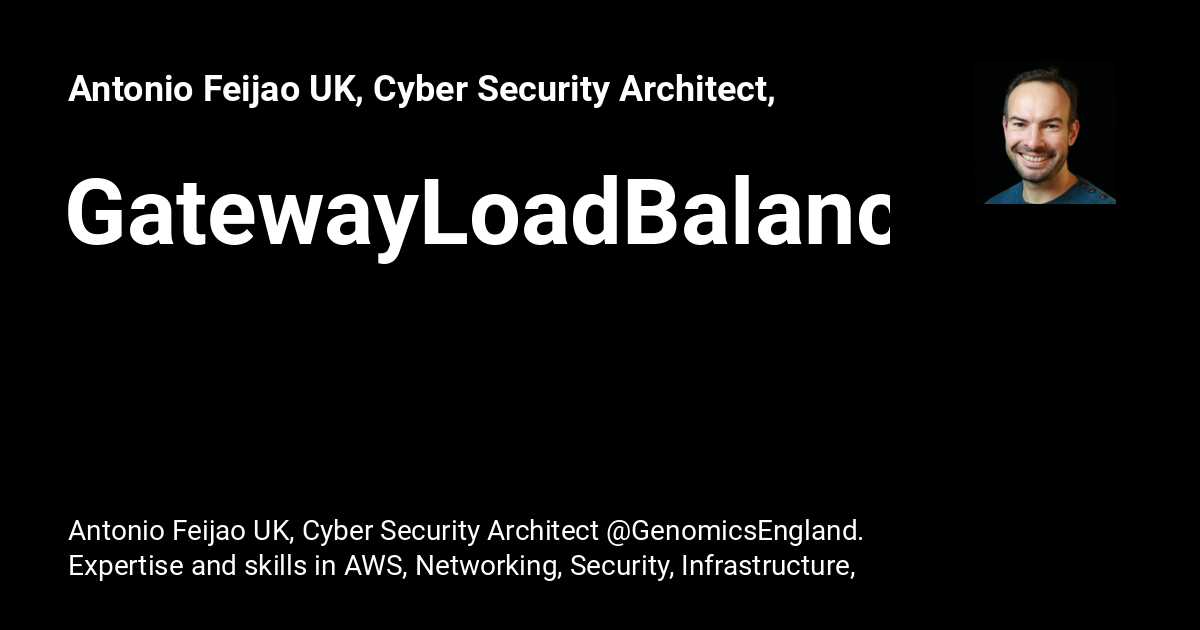 Antonio Feijao UK, Cyber Security Architect,
GatewayLoadBalanc
Antonio Feijao UK, Cyber Security Architect @GenomicsEngland.
Expertise and skills in AWS, Networking, Security, Infrastructure,